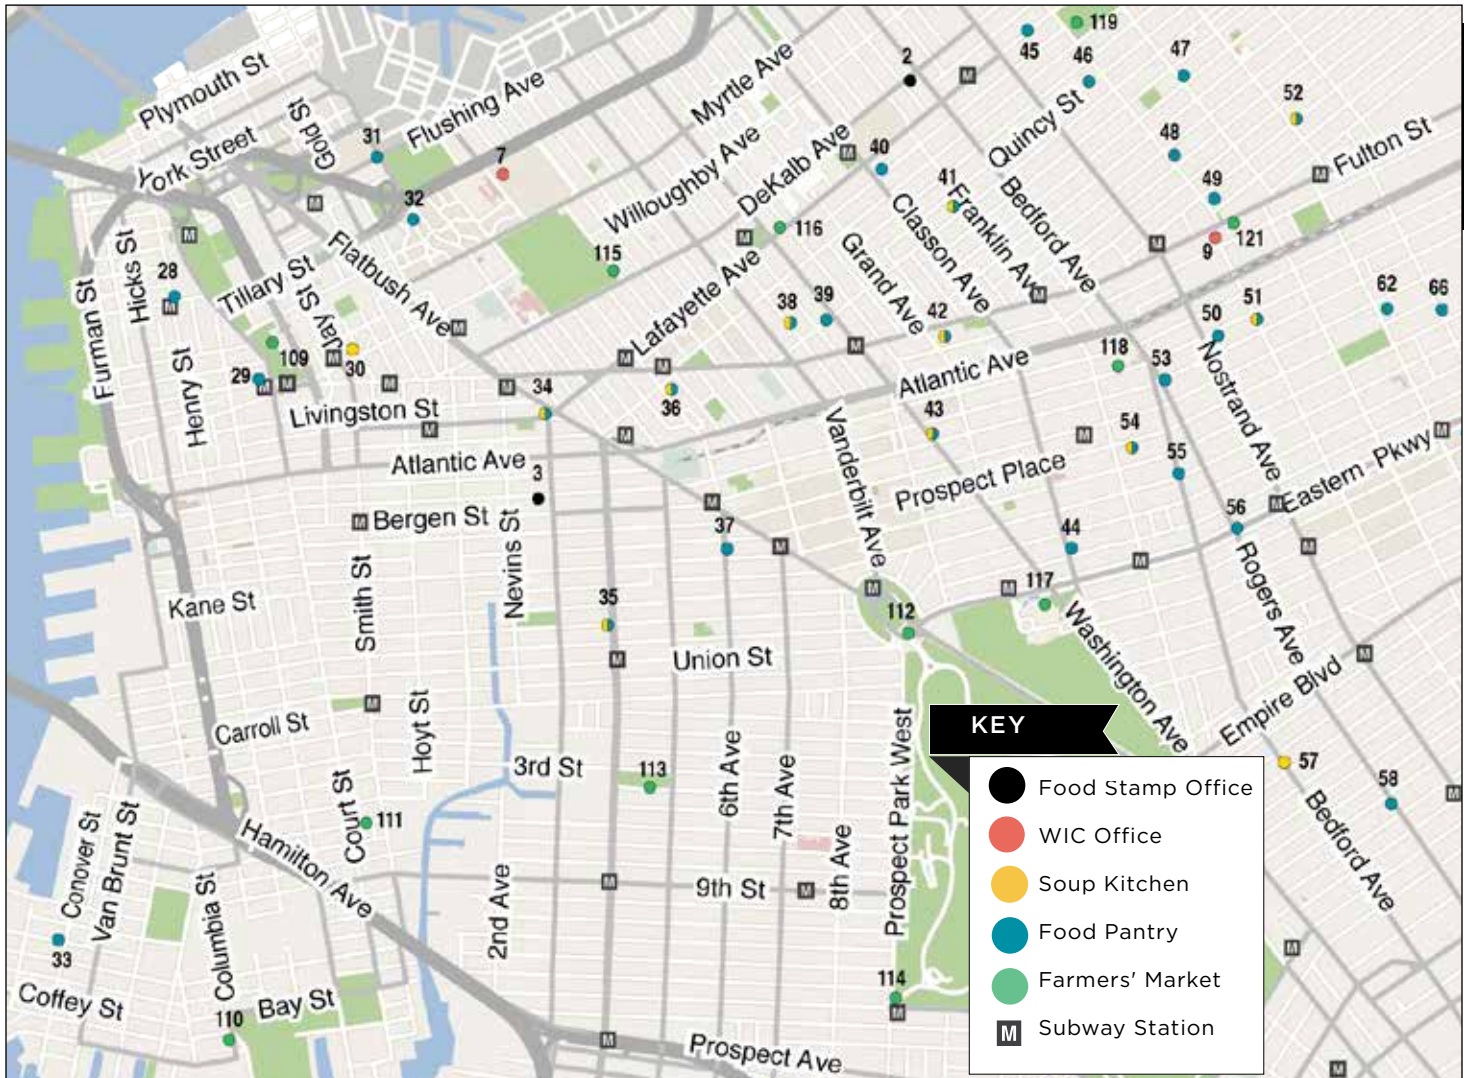 119
45
46
47
2
M
52
Plymouth St
Myrtle Ave
Flushing Ave
Gold St
31
York Street
7
Quincy St
48
Fulton St
40
M
M
DeKalb Ave
Willoughby Ave
32
M
41
49
Franklin Ave
Bedford Ave
Classon Ave
116
M
121
9
M
M
Hicks St
Flatbush Ave
115
Grand Ave
Lafayette Ave
28
M
Tillary St
Jay St
Furman St
38
39
42
M
62
66
51
50
M
M
118
53
Nostrand Ave
109
30
M
M
M
Atlantic Ave
29
M
M
M
M
34
36
Henry St
Livingston St
M
M
Vanderbilt Ave
43
M
54
55
Eastern Pkwy
M
Atlantic Ave
3
Prospect Place
M
Bergen St
M
Nevins St
37
M
44
56
M
M
M
Smith St
Kane St
35
M
M
117
112
Washington Ave
Rogers Ave
M
Union St
M
Empire Blvd
Carroll St
M
Hoyt St
Prospect Park West
KEY
Food Stamp Office
WIC Office
Soup Kitchen
Food Pantry
Farmers' Market
M Subway Station
57
58
M
Bedford Ave
3rd St
113
6th Ave
7th Ave
Court St
111
Conover St
Van Brunt St
Hamilton Ave
8th Ave
M
9th St
M
2nd Ave
Columbia St
33
M
Coffey St
Bay St
110
114
M
M
Prospect Ave
M